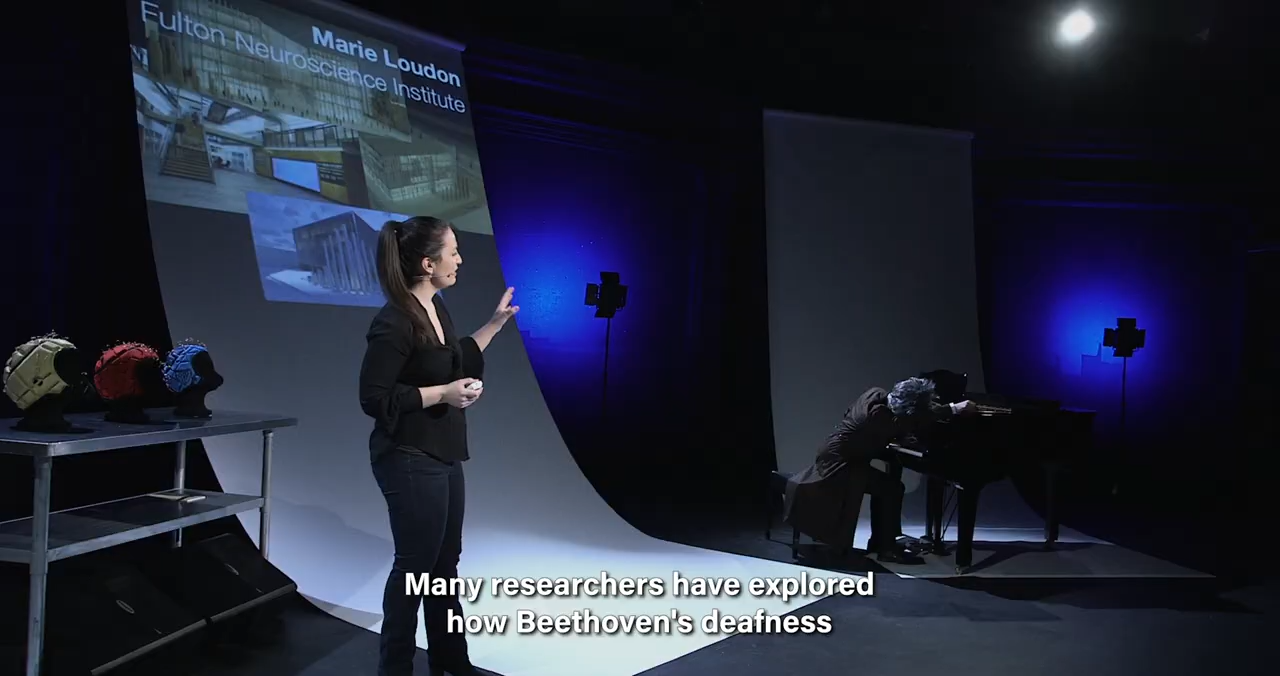 Marie Loudon
Fulton Neuroscience Institute
Many researchers have explored
how Beethoven's deafness